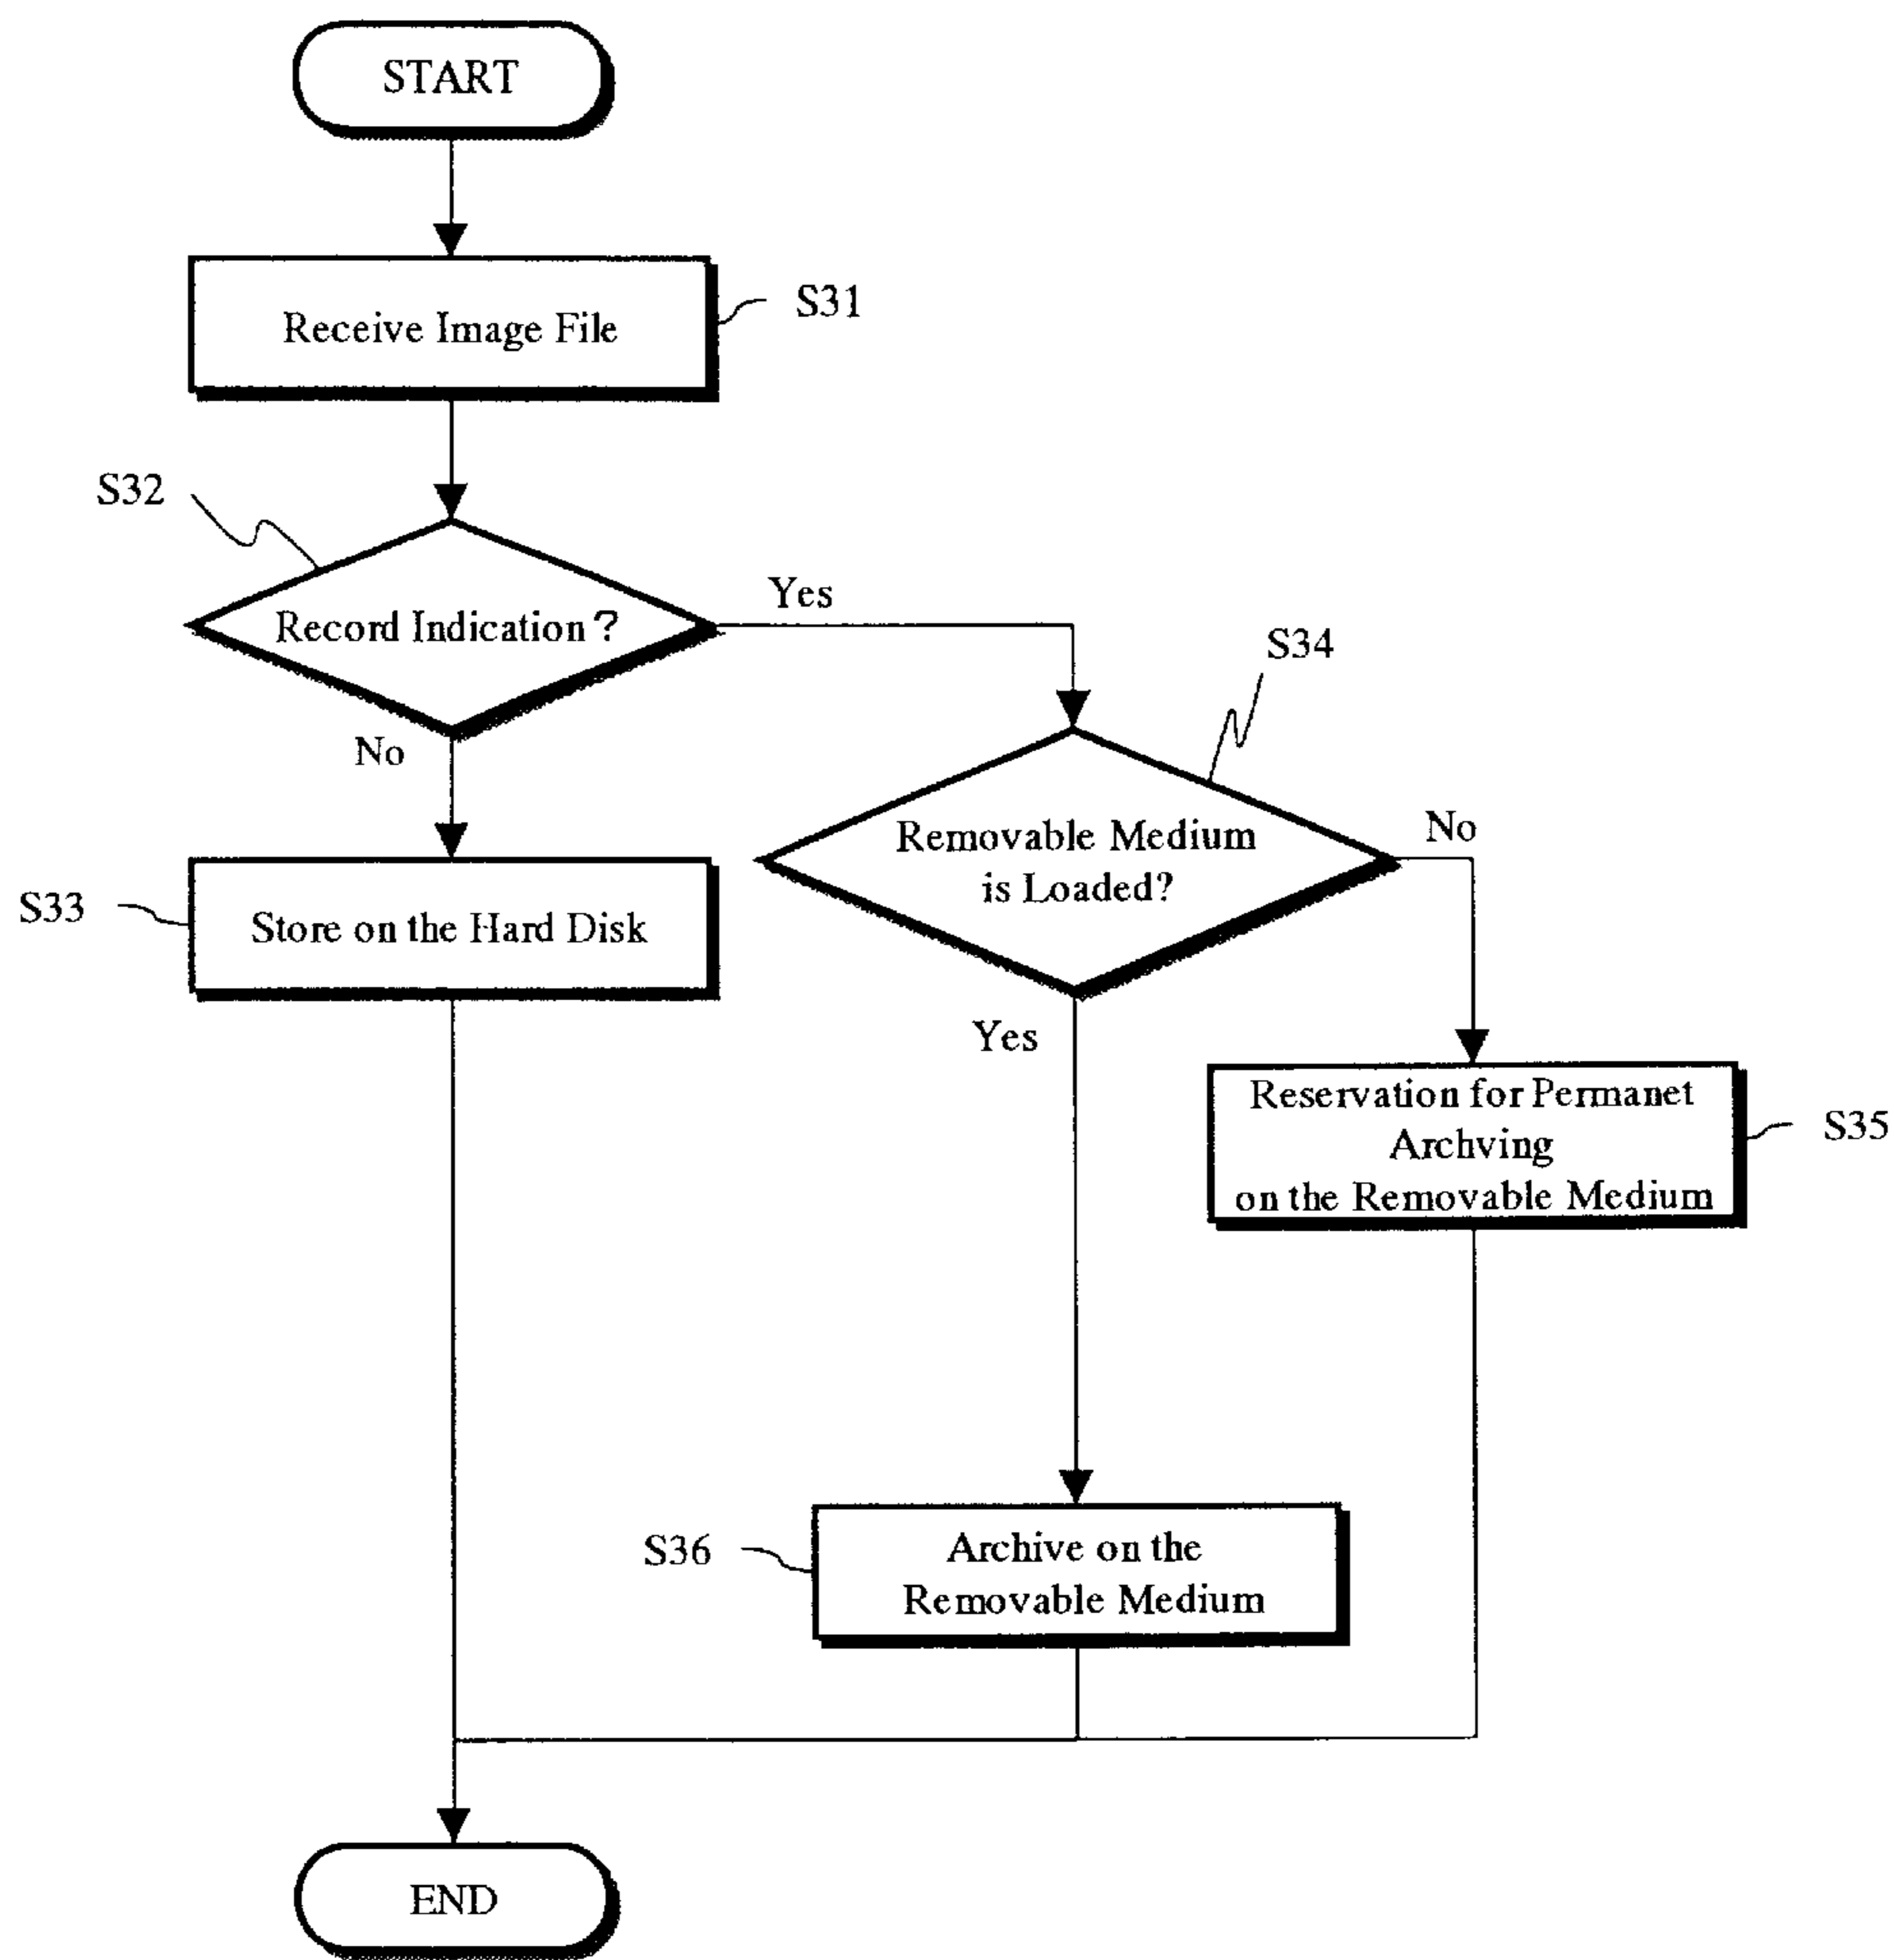 START
Receive Image File
S31
S32
Record Indication?
Yes
No
S34
Removable Medium
is Loaded?
No
Yes
S33
Store on the Hard Disk
Reservation for Permanet
Archving
on the Removable Medium
S35
S36
Archive on the
Removable Medium
END